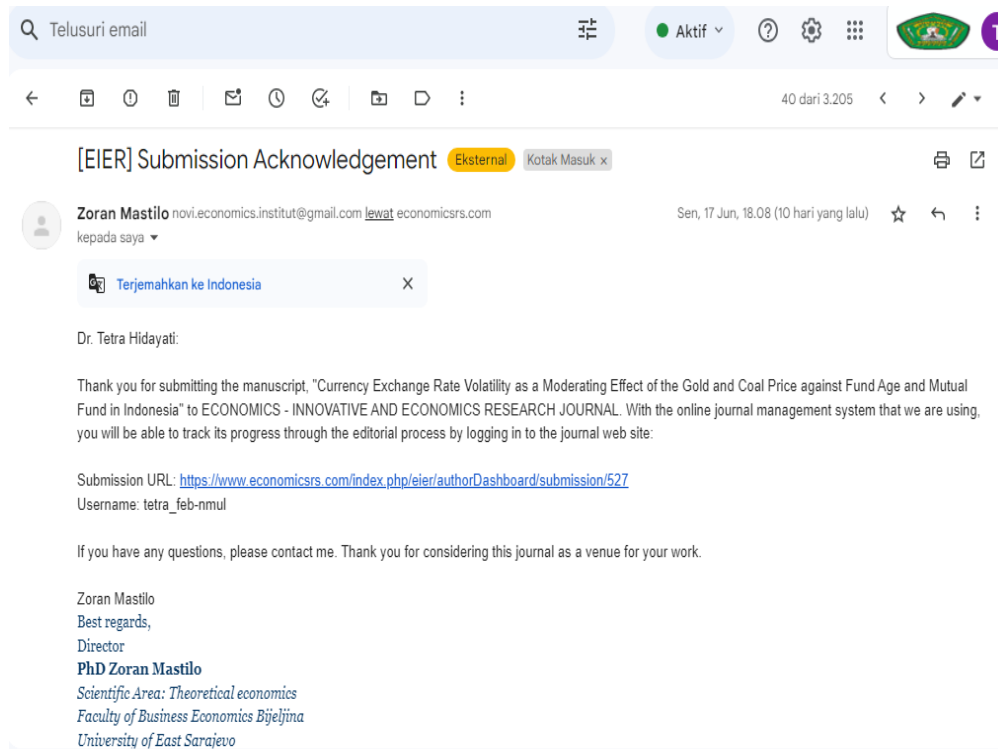 Telusuri email
Aktif
40 dari 3.205
[EIER] Submission Acknowledgement Eksternal Kotak Masuk x
Zoran Mastilo novi.economics.institut@gmail.com lewat economicsrs.com
Sen, 17 Jun, 18.08 (10 hari yang lalu)
kepada saya
Terjemahkan ke Indonesia
Dr. Tetra Hidayati:
Thank you for submitting the manuscript, "Currency Exchange Rate Volatility as a Moderating Effect of the Gold and Coal Price against Fund Age and Mutual
Fund in Indonesia" to ECONOMICS - INNOVATIVE AND ECONOMICS RESEARCH JOURNAL. With the online journal management system that we are using,
you will be able to track its progress through the editorial process by logging in to the journal web site:
Submission URL: https://www.economicsrs.com/index.php/eier/authorDashboard/submission/527
Username: tetra_feb-nmul
If you have any questions, please contact me. Thank you for considering this journal as a venue for your work.
Zoran Mastilo
Best regards,
Director
PhD Zoran Mastilo
Scientific Area: Theoretical economics
Faculty of Business Economics Bijeljina
University of East Sarajevo